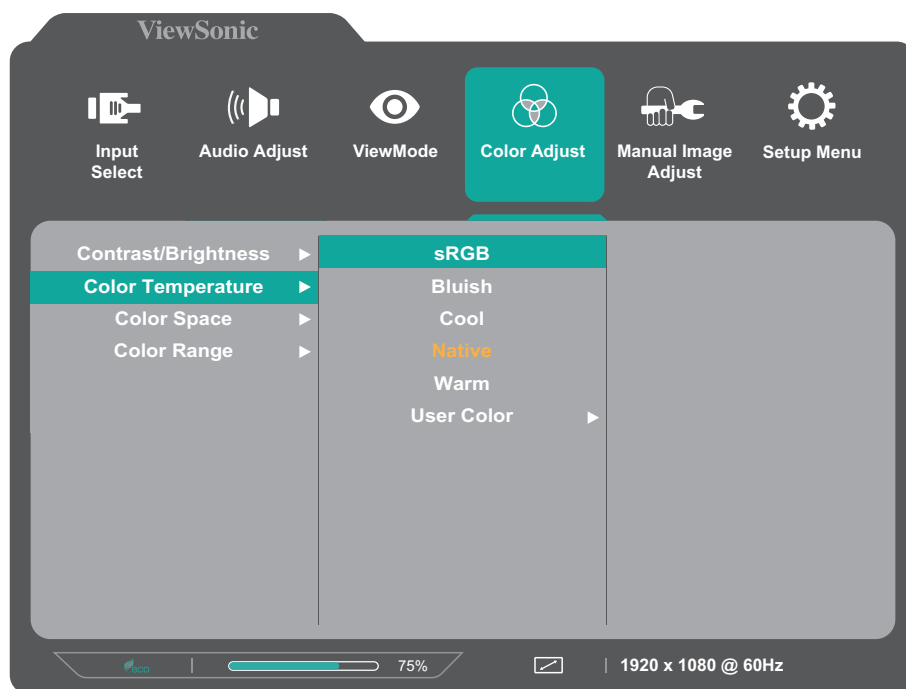 ViewSonic
Input
Select
Audio Adjust
ViewMode
Color Adjust
Manual Image
Adjust
Setup Menu
Contrast/Brightness
Color Temperature
Color Space
Color Range
sRGB
Bluish
Cool
Native
Warm
User Color
ECO
75%
1920 x 1080 @ 60Hz